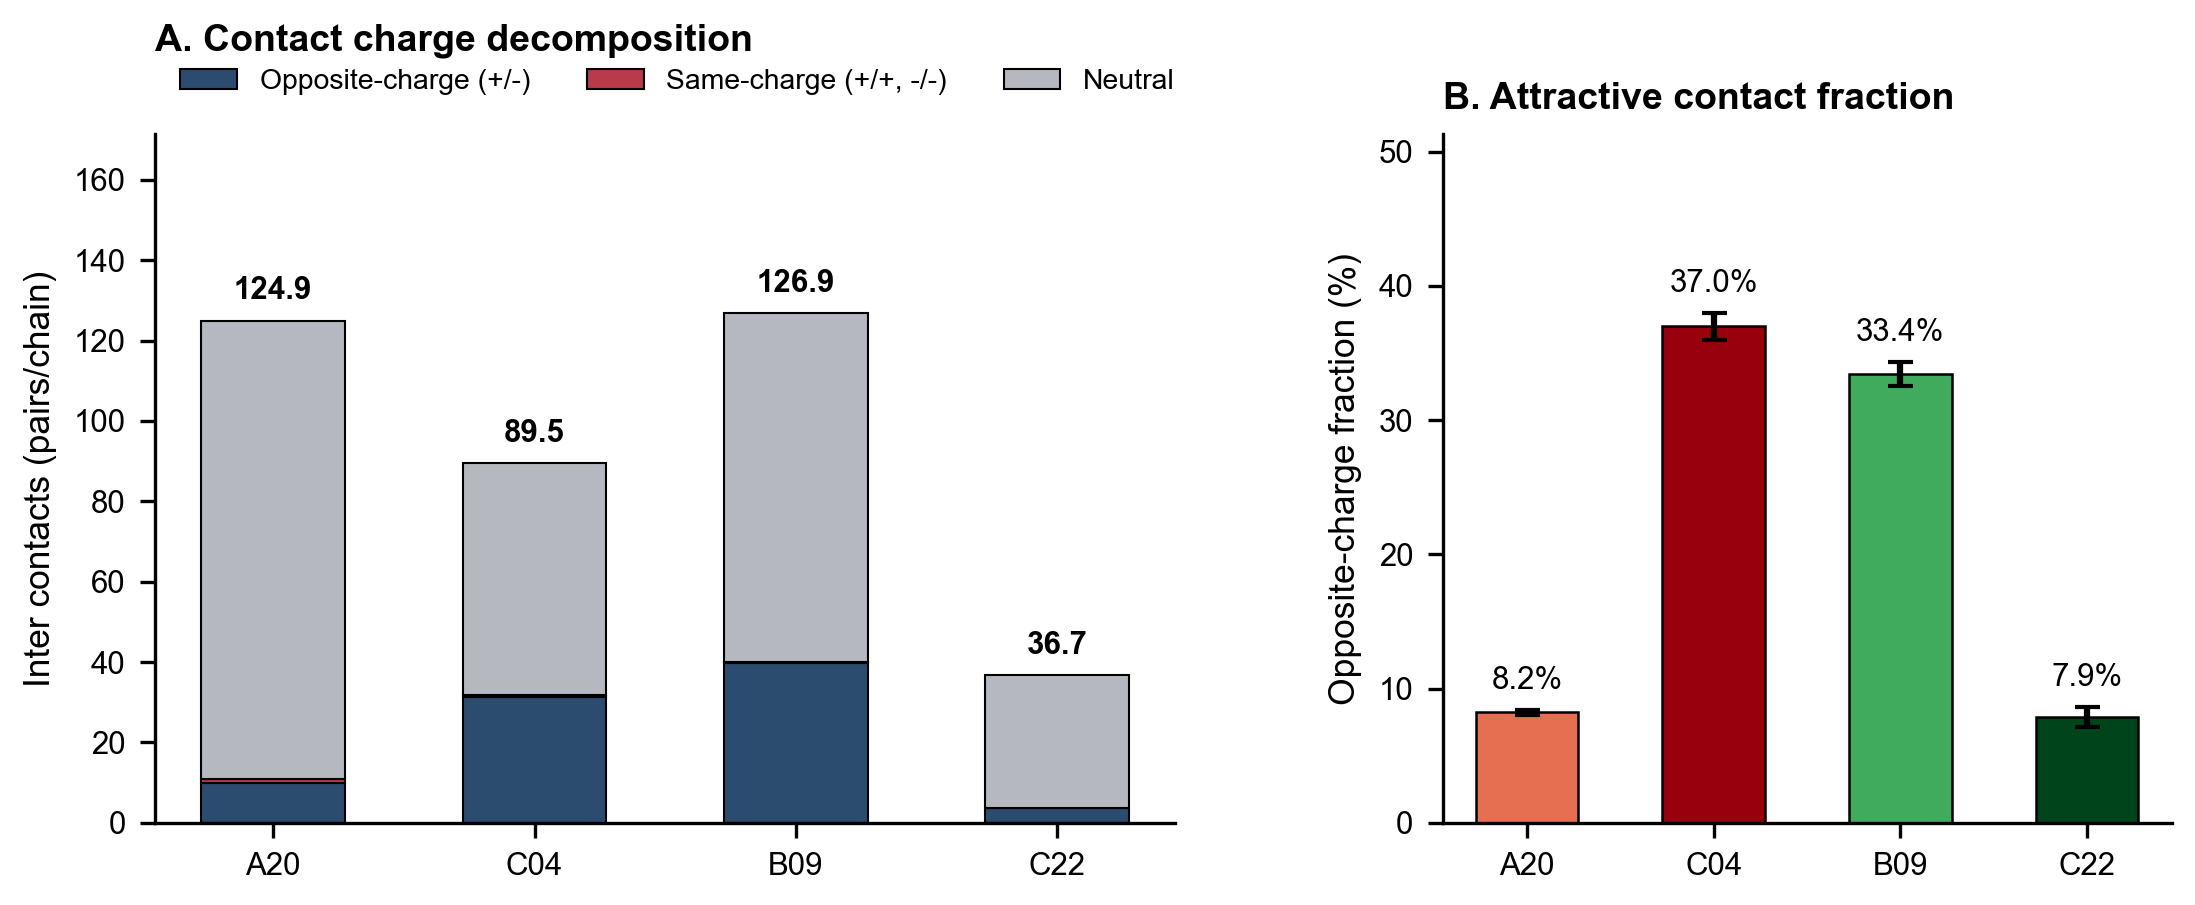 A. Contact charge decomposition
Opposite-charge (+/-)
Same-charge (+/+, -/-)
Neutral
Inter contacts (pairs/chain)
160
140
120
100
80
60
40
20
0
124.9
89.5
126.9
36.7
A20
C04
B09
C22
B. Attractive contact fraction
Opposite-charge fraction (%)
50
40
30
20
10
0
8.2%
37.0%
33.4%
7.9%
A20
C04
B09
C22